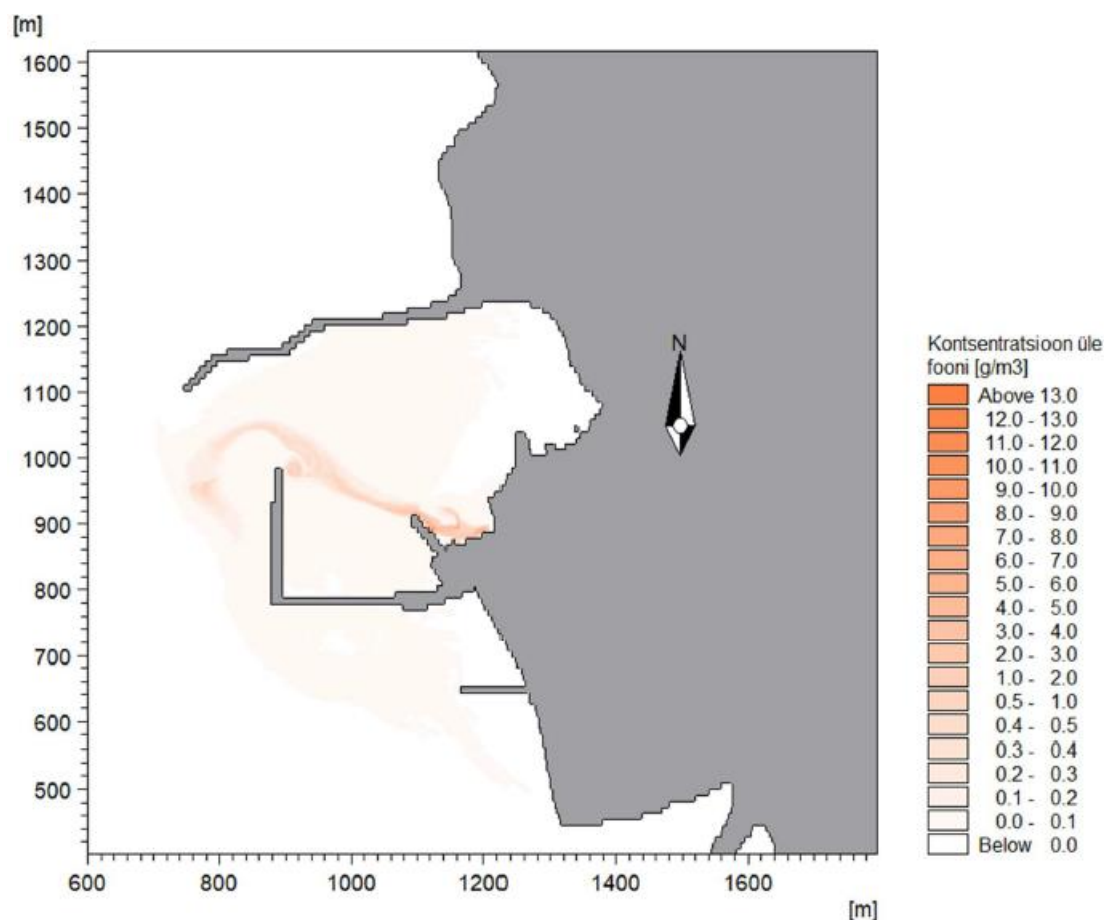 [m]
1600
1500
1400
1300
1200
1100
1000
900
800
700
600
500
600 800 1000 1200 1400 1600
[m]
N
Kontsentratsioon üle
fooni [g/m3]
Above 13.0
12.0 - 13.0
11.0 - 12.0
10.0 - 11.0
9.0 - 10.0
8.0 - 9.0
7.0 - 8.0
6.0 - 7.0
5.0 - 6.0
4.0 - 5.0
3.0 - 4.0
2.0 - 3.0
1.0 - 2.0
0.5 - 1.0
0.4 - 0.5
0.3 - 0.4
0.2 - 0.3
0.1 - 0.2
0.0 - 0.1
Below 0.0